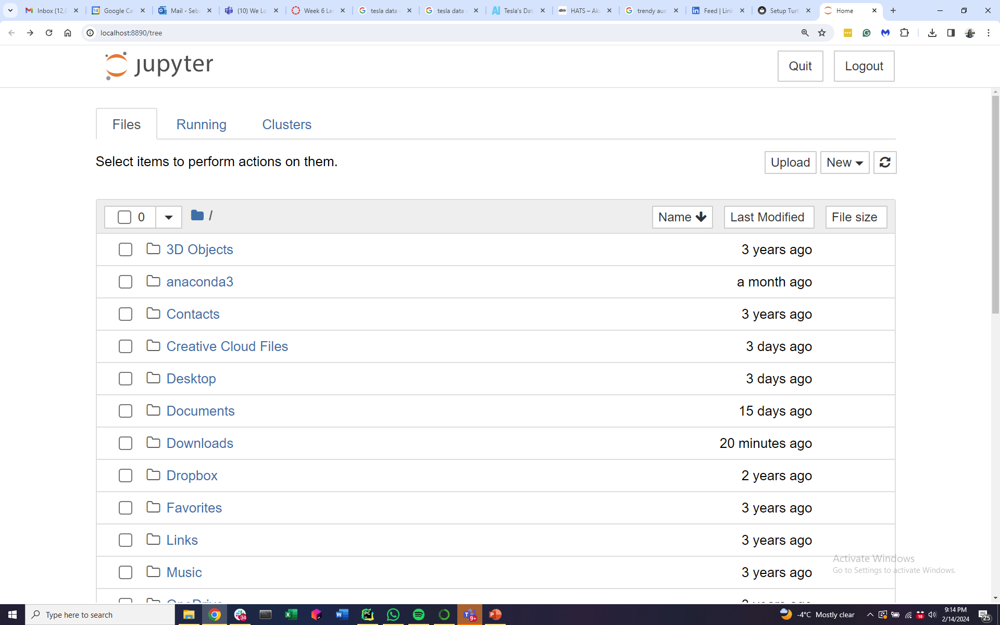 Inbox (12,0
Google Ca
Mail - Seba
(10) We Lo
Week 6 Le
tesla data
tesla data
Tesla's Dat
HATS – Ak
trendy aus
Feed | Link
Setup Turt
Home
localhost:8890/tree
jupyter
Quit
Logout
Files
Running
Clusters
Select items to perform actions on them.
Upload
New
0
/
Name
Last Modified
File size
3D Objects
3 years ago
anaconda3
a month ago
Contacts
3 years ago
Creative Cloud Files
3 days ago
Desktop
3 days ago
Documents
15 days ago
Downloads
20 minutes ago
Dropbox
2 years ago
Favorites
3 years ago
Links
3 years ago
Music
3 years ago
Activate Windows
Go to Settings to activate Windows.
Type here to search
34
9+
-4°C Mostly clear
10
9:14 PM
2/14/2024
25